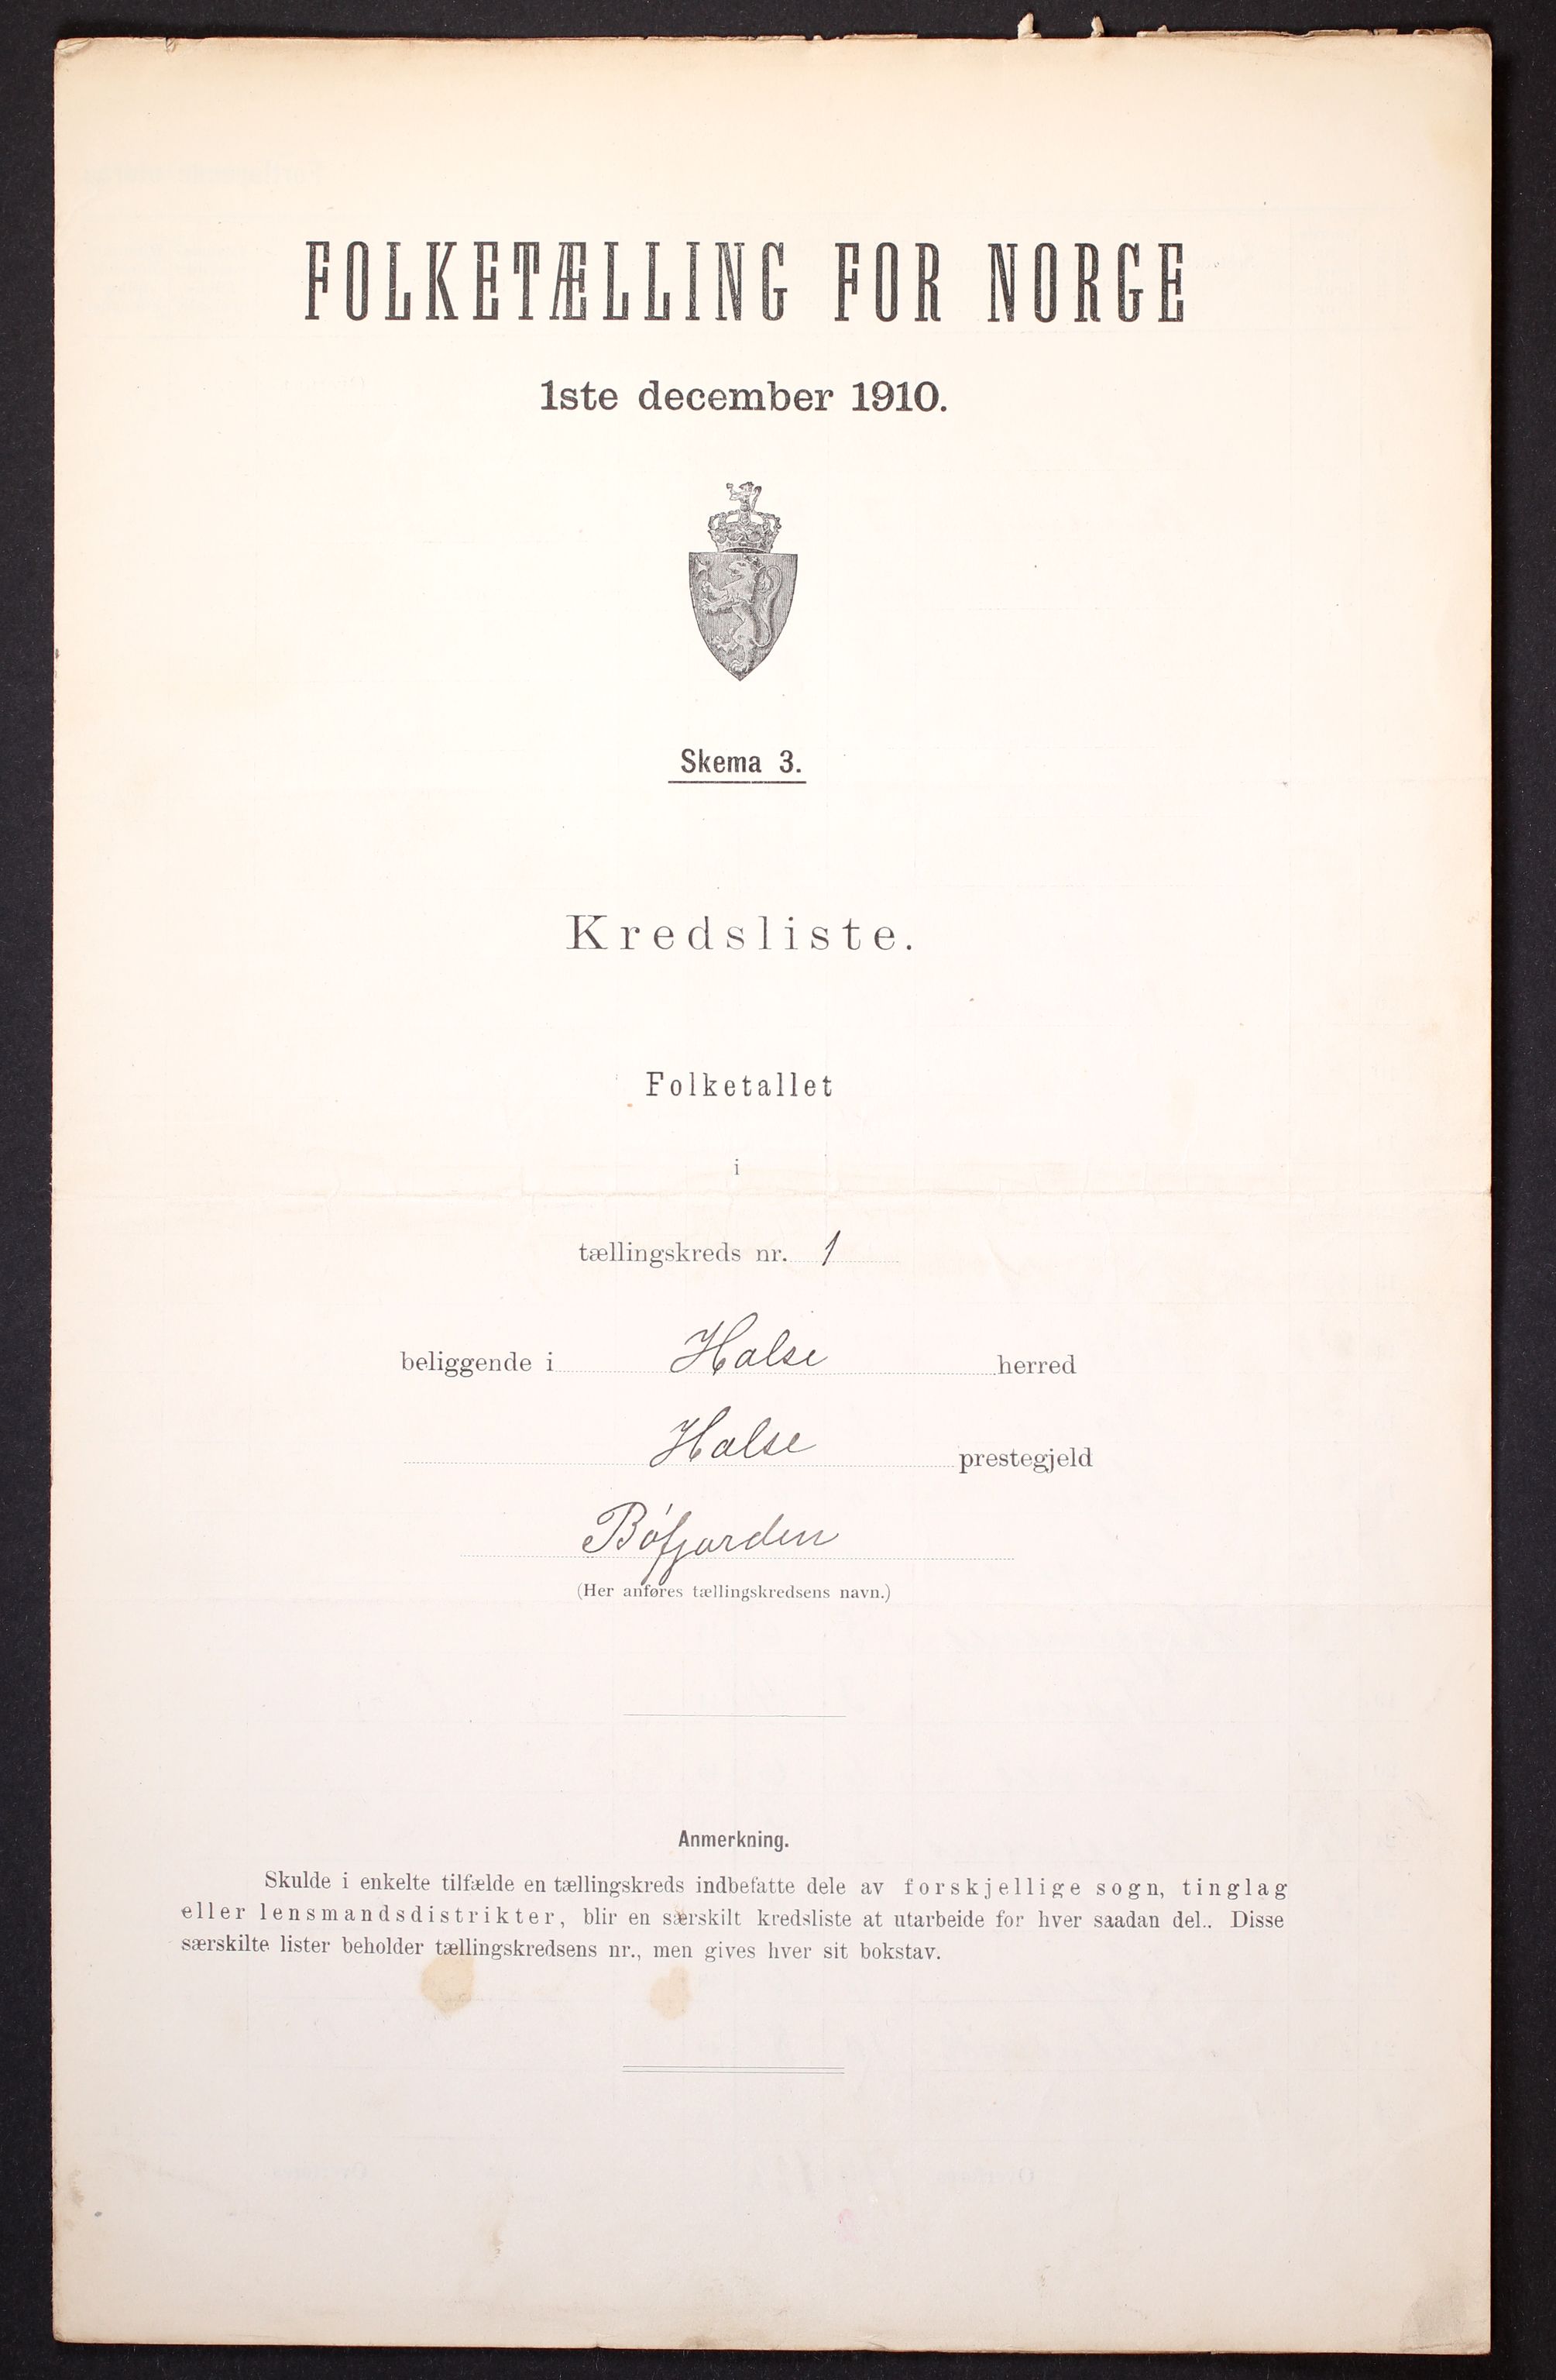 FOLKETÆLLING FOR NORGE
1ste december 1910.
Skema 3.
Kredsliste.
Folketallet
i
tællingskreds nr. 1
beliggende i Halse herred
Halse prestegjeld
Bøfjorden
(Her anføres tællingskredsens navn.)
Anmerkning.
Skulde i enkelte tilfælde en tællingskreds indbefatte dele av forskjellige sogn, tinglag
eller lensmandsdistrikter, blir en særskilt kredsliste at utarbeide for hver saadan del.. Disse
særskilte lister beholder tællingskredsens nr., men gives hver sit bokstav.